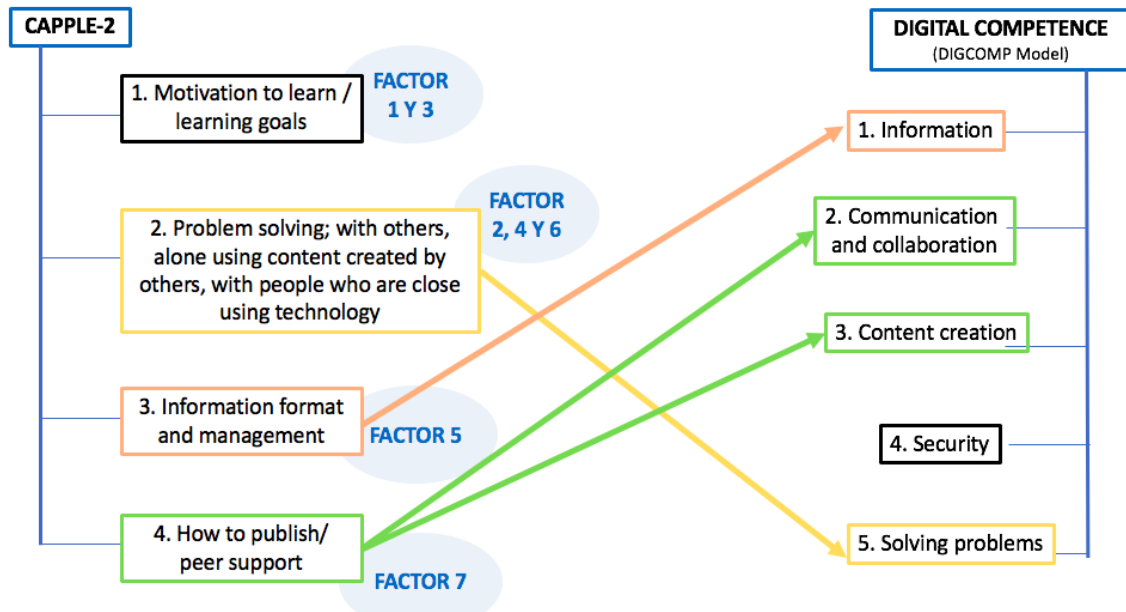 CAPPLE-2
1. Motivation to learn /
learning goals
FACTOR
1 Y 3
2. Problem solving; with others,
alone using content created by
others, with people who are close
using technology
FACTOR
2, 4 Y 6
3. Information format
and management
FACTOR 5
4. How to publish/
peer support
FACTOR 7
DIGITAL COMPETENCE
(DIGCOMP Model)
1. Information
2. Communication
and collaboration
3. Content creation
4. Security
5. Solving problems